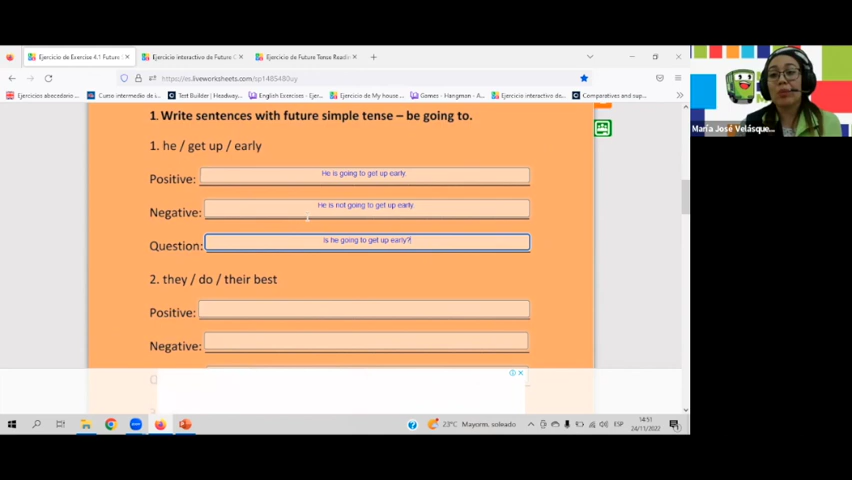 Ejercicio de Exercise 4.1 Future
Ejercicio interactivo de Future
Ejercicio de Future Tense Readi
https://es.liveworksheets.com/sp1485480uy
Ejercicios abecedario
Curso intermedio de i
Test Builder | Headway
English Exercises - Ejer
Ejercicio de My house
Games - Hangman - A
Ejercicio interactivo de
Comparatives and sup
María José Velásque...
1. Write sentences with future simple tense – be going to.
1. he / get up / early
Positive: He is going to get up early.
Negative: He is not going to get up early.
Question: Is he going to get up early?
2. they / do / their best
Positive:
Negative:
23°C Mayorm. soleado
ESP
14:51
24/11/2022